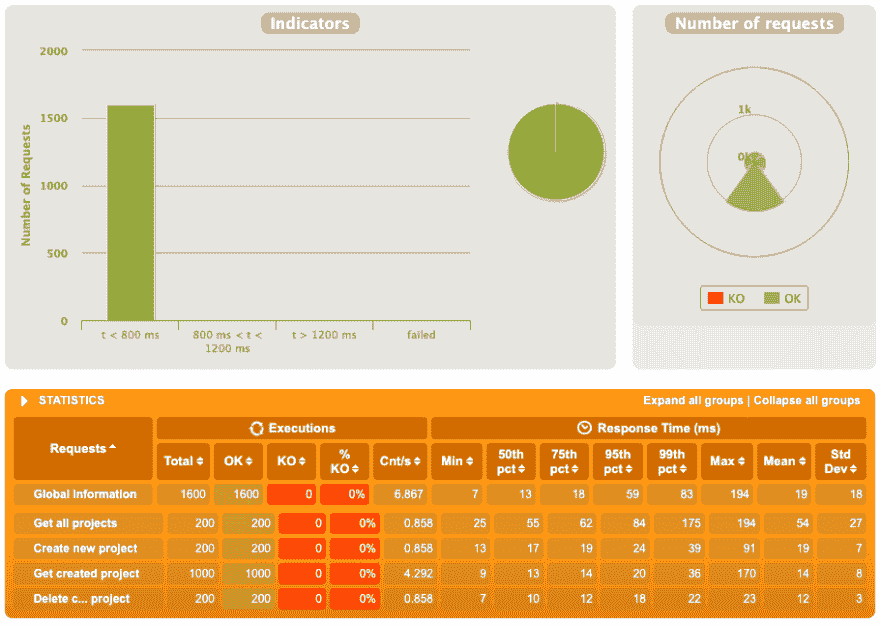 Indicators
2000
1500
1000
500
0
Number of Requests
t < 800 ms
800 ms < t <
1200 ms
t > 1200 ms
failed
Number of requests
1k
0k
KO OK
STATISTICS Expand all groups | Collapse all groups
Requests Executions Response Time (ms)
Total OK KO % KO Cnt/s Min 50th pct 75th pct 95th pct 99th pct Max Mean Std Dev
Global Information 1600 1600 0 0% 6.867 7 13 18 59 83 194 19 18
Get all projects 200 200 0 0% 0.858 25 55 62 84 175 194 54 27
Create new project 200 200 0 0% 0.858 13 17 19 24 39 91 19 7
Get created project 1000 1000 0 0% 4.292 9 13 14 20 36 170 14 8
Delete c... project 200 200 0 0% 0.858 7 10 12 18 22 23 12 3